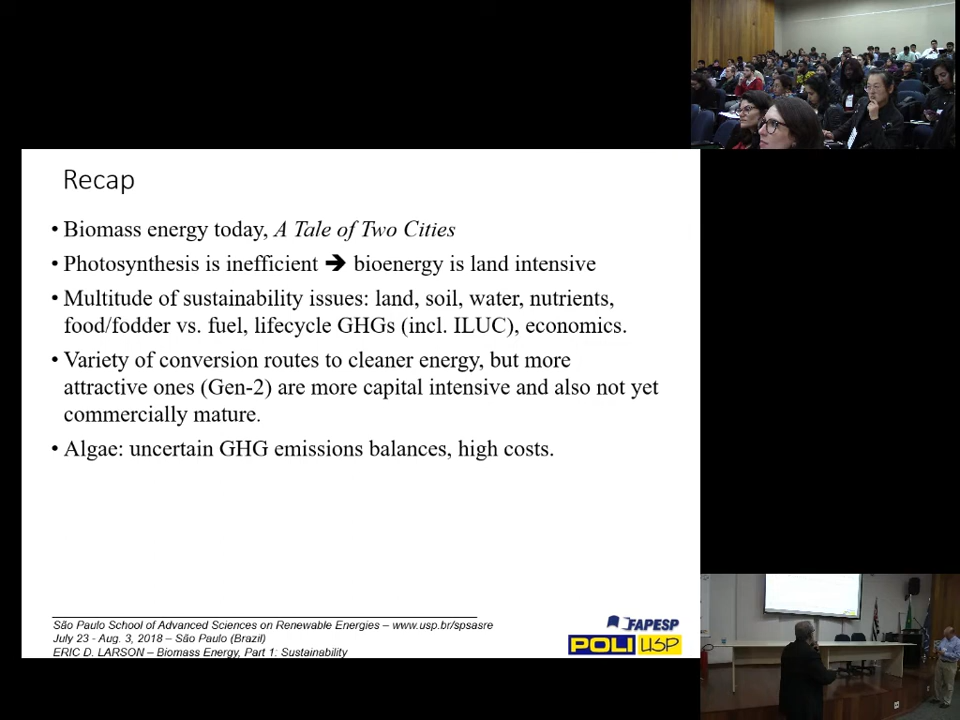 Recap
• Biomass energy today, A Tale of Two Cities
• Photosynthesis is inefficient ➔ bioenergy is land intensive
• Multitude of sustainability issues: land, soil, water, nutrients,
food/fodder vs. fuel, lifecycle GHGs (incl. ILUC), economics.
• Variety of conversion routes to cleaner energy, but more
attractive ones (Gen-2) are more capital intensive and also not yet
commercially mature.
• Algae: uncertain GHG emissions balances, high costs.
São Paulo School of Advanced Sciences on Renewable Energies – www.usp.br/spsasre
July 23 - Aug. 3, 2018 – São Paulo (Brazil)
ERIC D. LARSON – Biomass Energy, Part 1: Sustainability
FAPESP
POLI USP